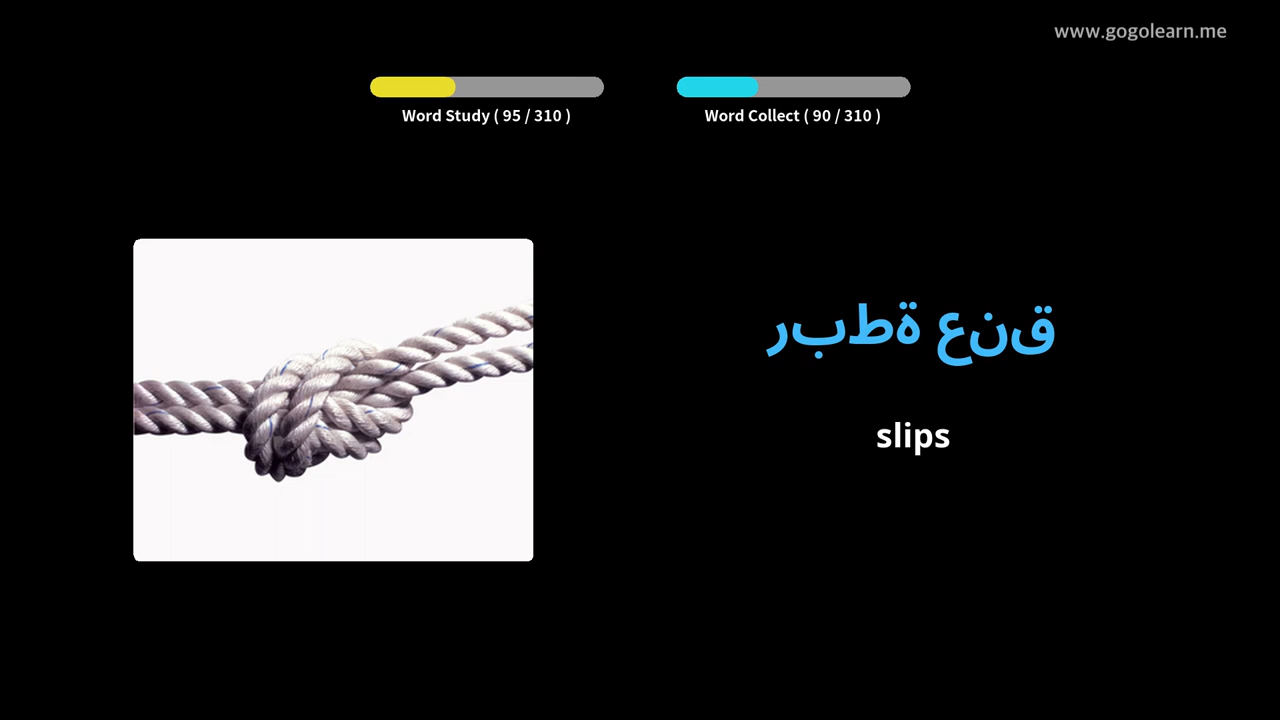 www.gogolearn.me
Word Study ( 95 / 310 )
Word Collect ( 90 / 310 )
ربطة عنق
slips